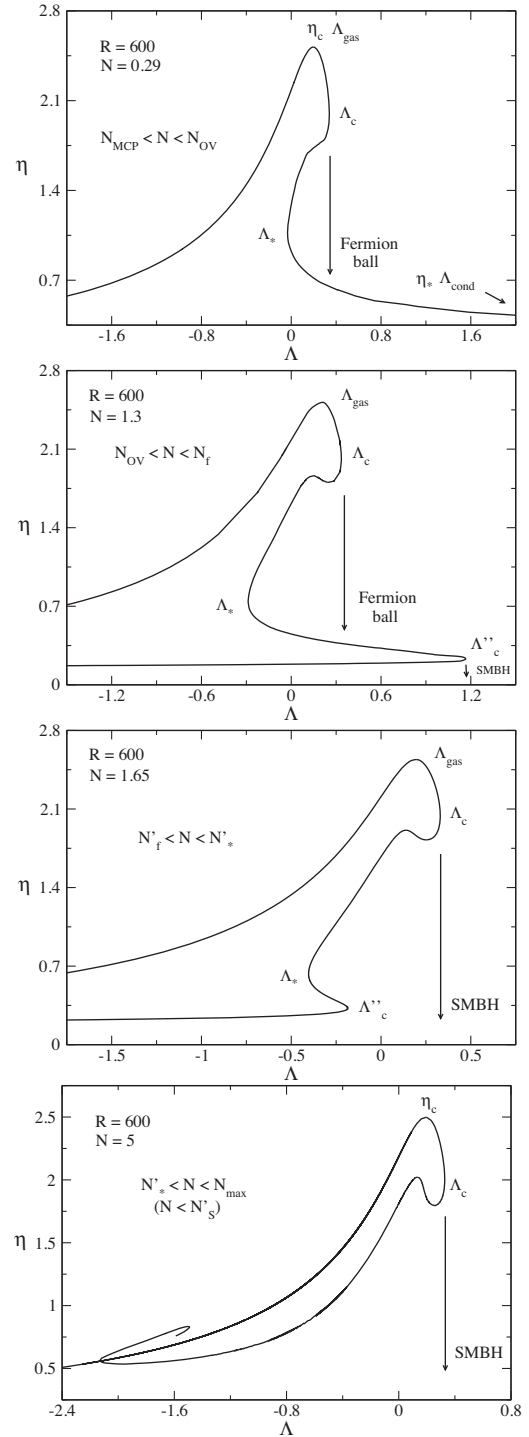 2.8
R = 600
N = 0.29
η_c Λ_gas
2.1
Λ_c
N_MCP < N < N_OV
η
1.4
Λ_*
Fermion
ball
η_* Λ_cond
0.7
-1.6 -0.8 0 0.8 1.6
Λ
2.8
R = 600
N = 1.3
Λ_gas
2.1
Λ_c
N_OV < N < N_f
η
1.4
0.7
Λ_*
Fermion
ball
Λ''_c
SMBH
0
-1.2 -0.6 0 0.6 1.2
Λ
2.8
R = 600
N = 1.65
Λ_gas
2.1
Λ_c
N'_f < N < N'_*
1.4
η
0.7
Λ_*
Λ''_c
SMBH
0
-1.5 -1 -0.5 0 0.5
Λ
2.5
R = 600
N = 5
η_c
2
N'_* < N < N_max
(N < N'_S)
Λ_c
η
1.5
1
SMBH
0.5
-2.4 -1.6 -0.8 0 0.8
Λ